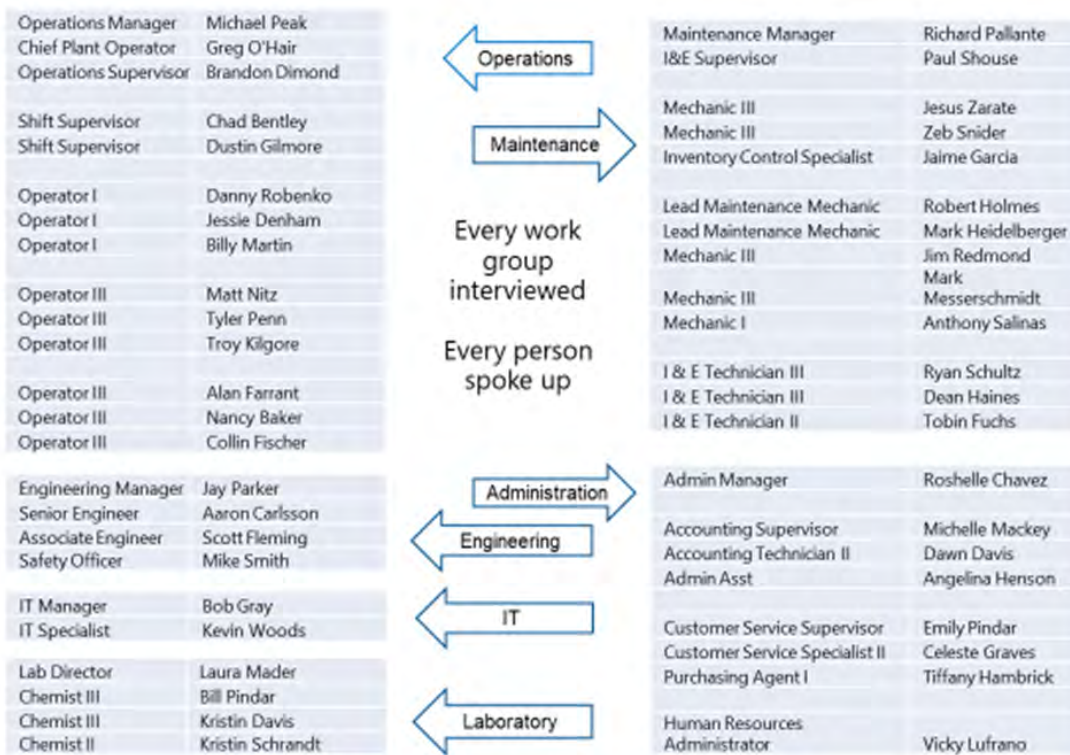 Operations Manager Michael Peak
Chief Plant Operator Greg O'Hair
Operations Supervisor Brandon Dimond
Shift Supervisor Chad Bentley
Shift Supervisor Dustin Gilmore
Operator I Danny Robenko
Operator I Jessie Denham
Operator I Billy Martin
Operator III Matt Nitz
Operator III Tyler Penn
Operator III Troy Kilgore
Operator III Alan Farrant
Operator III Nancy Baker
Operator III Collin Fischer
Engineering Manager Jay Parker
Senior Engineer Aaron Carlsson
Associate Engineer Scott Fleming
Safety Officer Mike Smith
IT Manager Bob Gray
IT Specialist Kevin Woods
Lab Director Laura Mader
Chemist III Bill Pindar
Chemist III Kristin Davis
Chemist II Kristin Schrandt
Operations
Maintenance
Every work
group
interviewed
Every person
spoke up
Administration
Engineering
IT
Laboratory
Maintenance Manager Richard Pallante
I&E Supervisor Paul Shouse
Mechanic III Jesus Zarate
Mechanic III Zeb Snider
Inventory Control Specialist Jaime Garcia
Lead Maintenance Mechanic Robert Holmes
Lead Maintenance Mechanic Mark Heidelberger
Mechanic III Jim Redmond
Mark
Mechanic III Messerschmidt
Mechanic I Anthony Salinas
I & E Technician III Ryan Schultz
I & E Technician III Dean Haines
I & E Technician II Tobin Fuchs
Admin Manager Roshelle Chavez
Accounting Supervisor Michelle Mackey
Accounting Technician II Dawn Davis
Admin Asst Angelina Henson
Customer Service Supervisor Emily Pindar
Customer Service Specialist II Celeste Graves
Purchasing Agent I Tiffany Hambrick
Human Resources
Administrator Vicky Lufrano